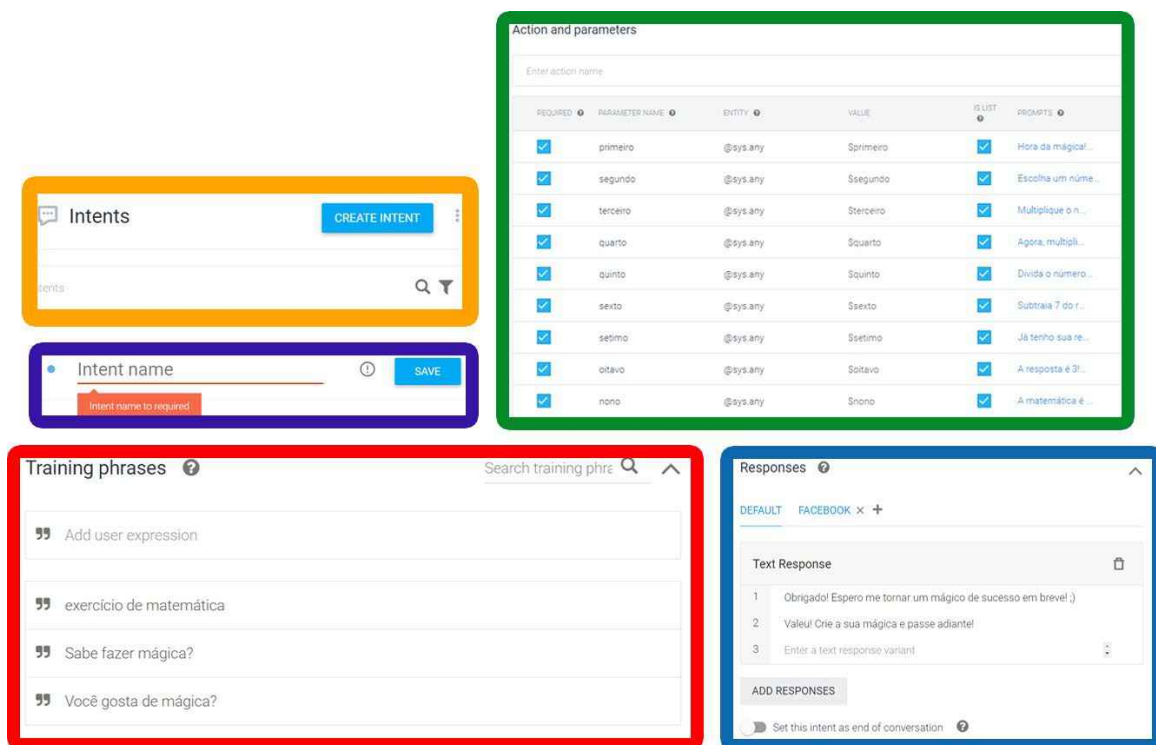 Action and parameters
Enter action name
REQUIRED PARAMETER NAME ENTITY VALUE IS LIST PROMPTS
primeiro @sys.any $primeiro Hora da mágica!...
segundo @sys.any $segundo Escolha um núme...
terceiro @sys.any $terceiro Multiplique o n...
quarto @sys.any $quarto Agora, multipli...
quinto @sys.any $quinto Divida o número...
sexto @sys.any $sexto Subtraia 7 do r...
setimo @sys.any $setimo Já tenho sua re...
oitavo @sys.any $oitavo A resposta é 3!...
nono @sys.any $nono A matemática é ...
Intents CREATE INTENT
tents
Intent name SAVE
Intent name to required
Training phrases Search training phra
Add user expression
exercício de matemática
Sabe fazer mágica?
Você gosta de mágica?
Responses
DEFAULT FACEBOOK × +
Text Response
1 Obrigado! Espero me tornar um mágico de sucesso em breve! ;)
2 Valeu! Crie a sua mágica e passe adiante!
3 Enter a text response variant
ADD RESPONSES
Set this intent as end of conversation